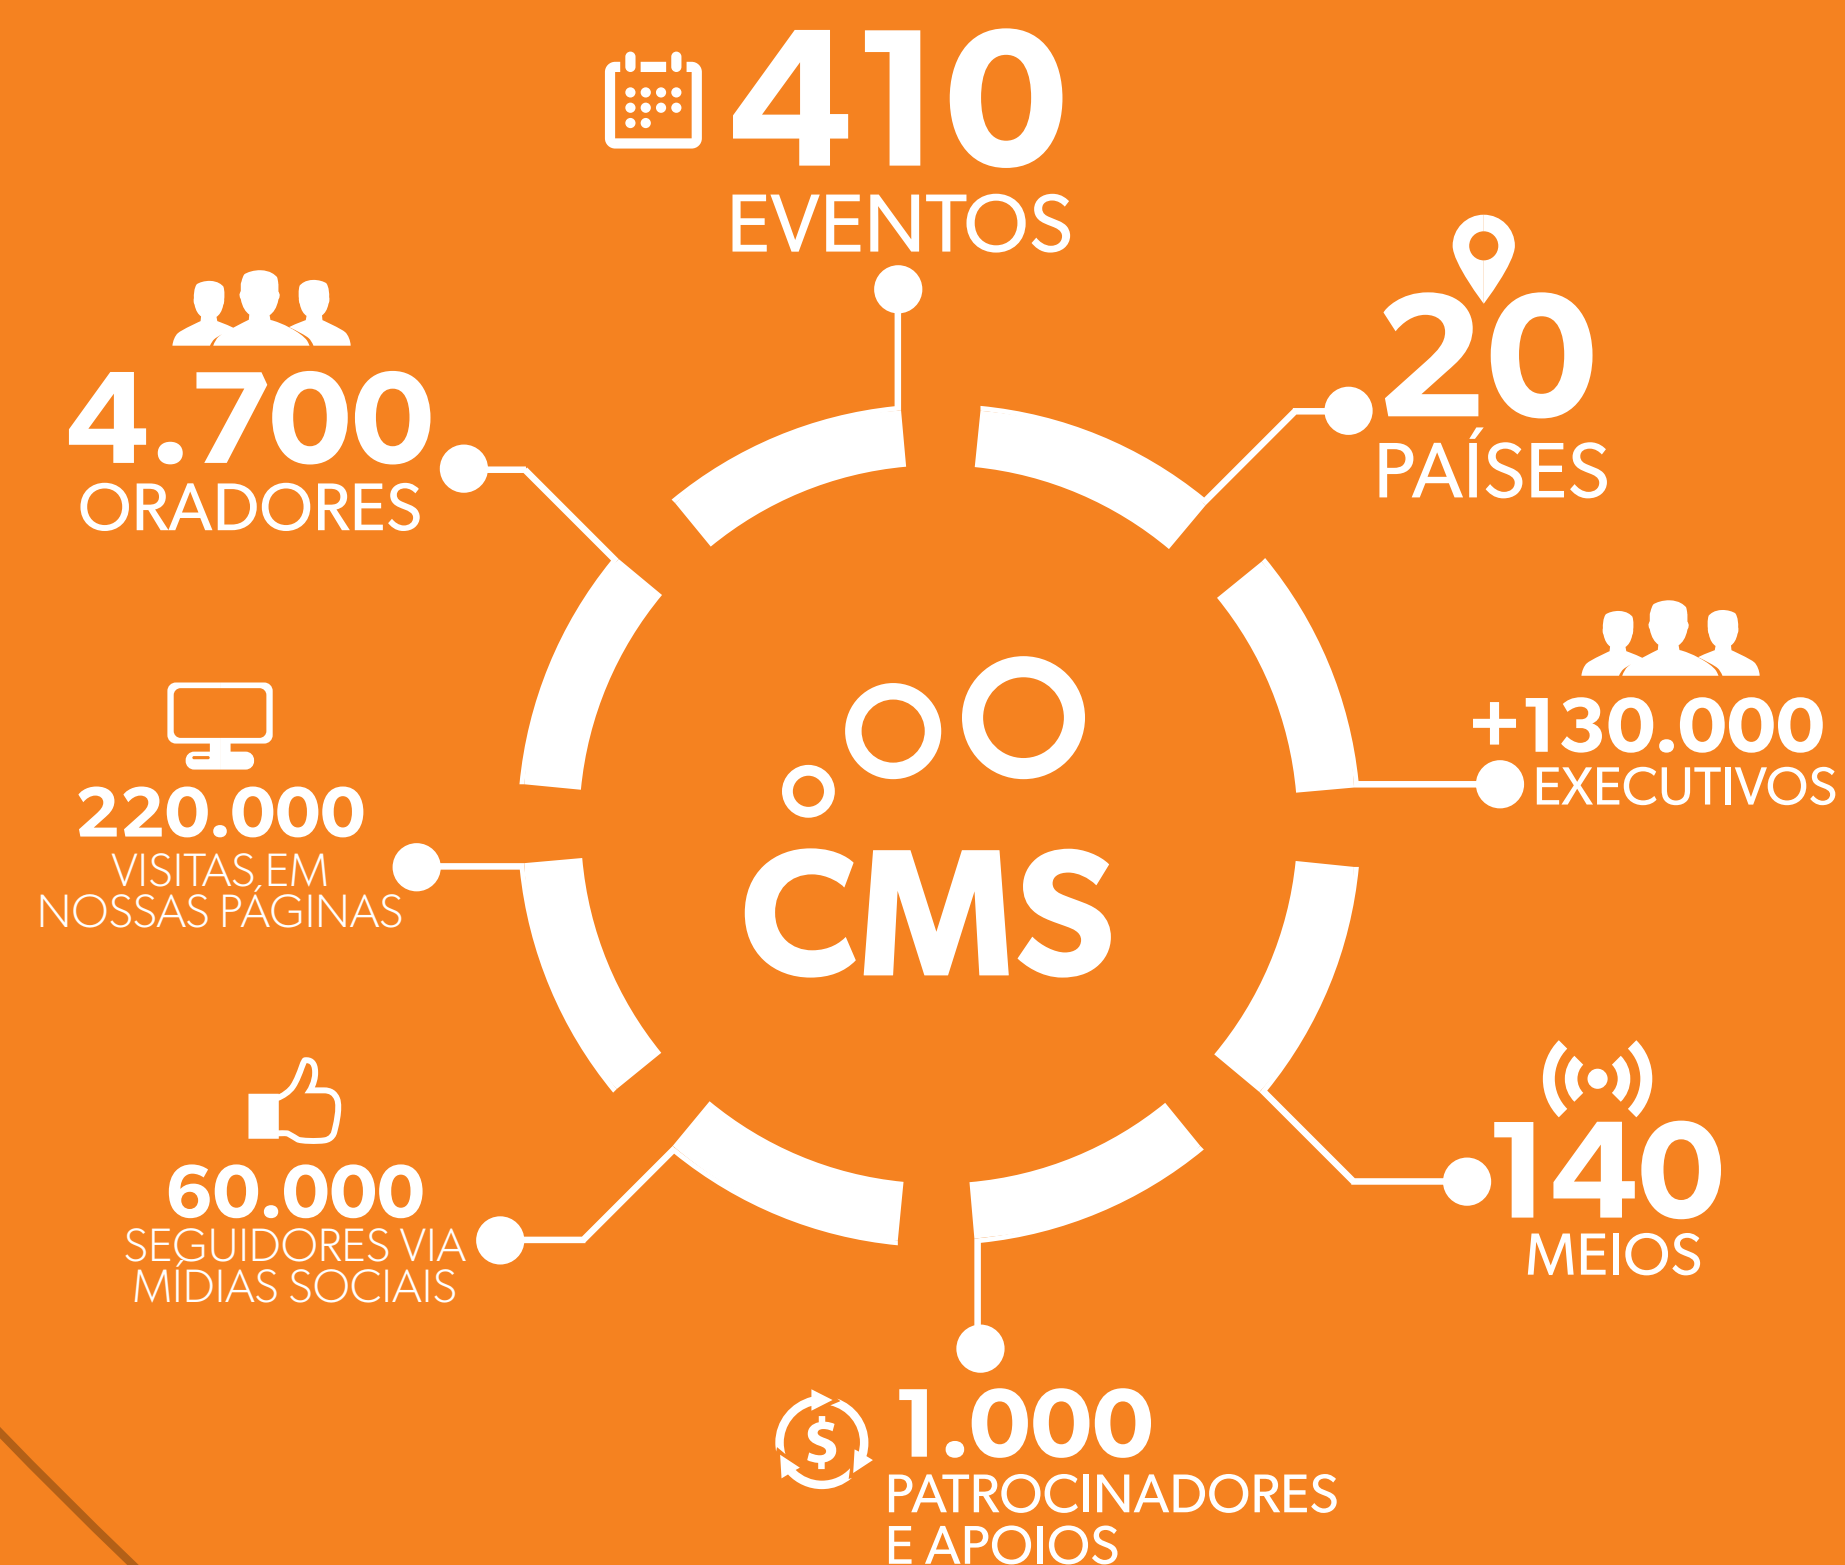 410
EVENTOS
20
PAÍSES
+130.000
EXECUTIVOS
140
MEIOS
1.000
PATROCINADORES
E APOIOS
60.000
SEGUIDORES VIA
MÍDIAS SOCIAIS
220.000
VISITAS EM
NOSSAS PÁGINAS
4.700
ORADORES
CMS
$